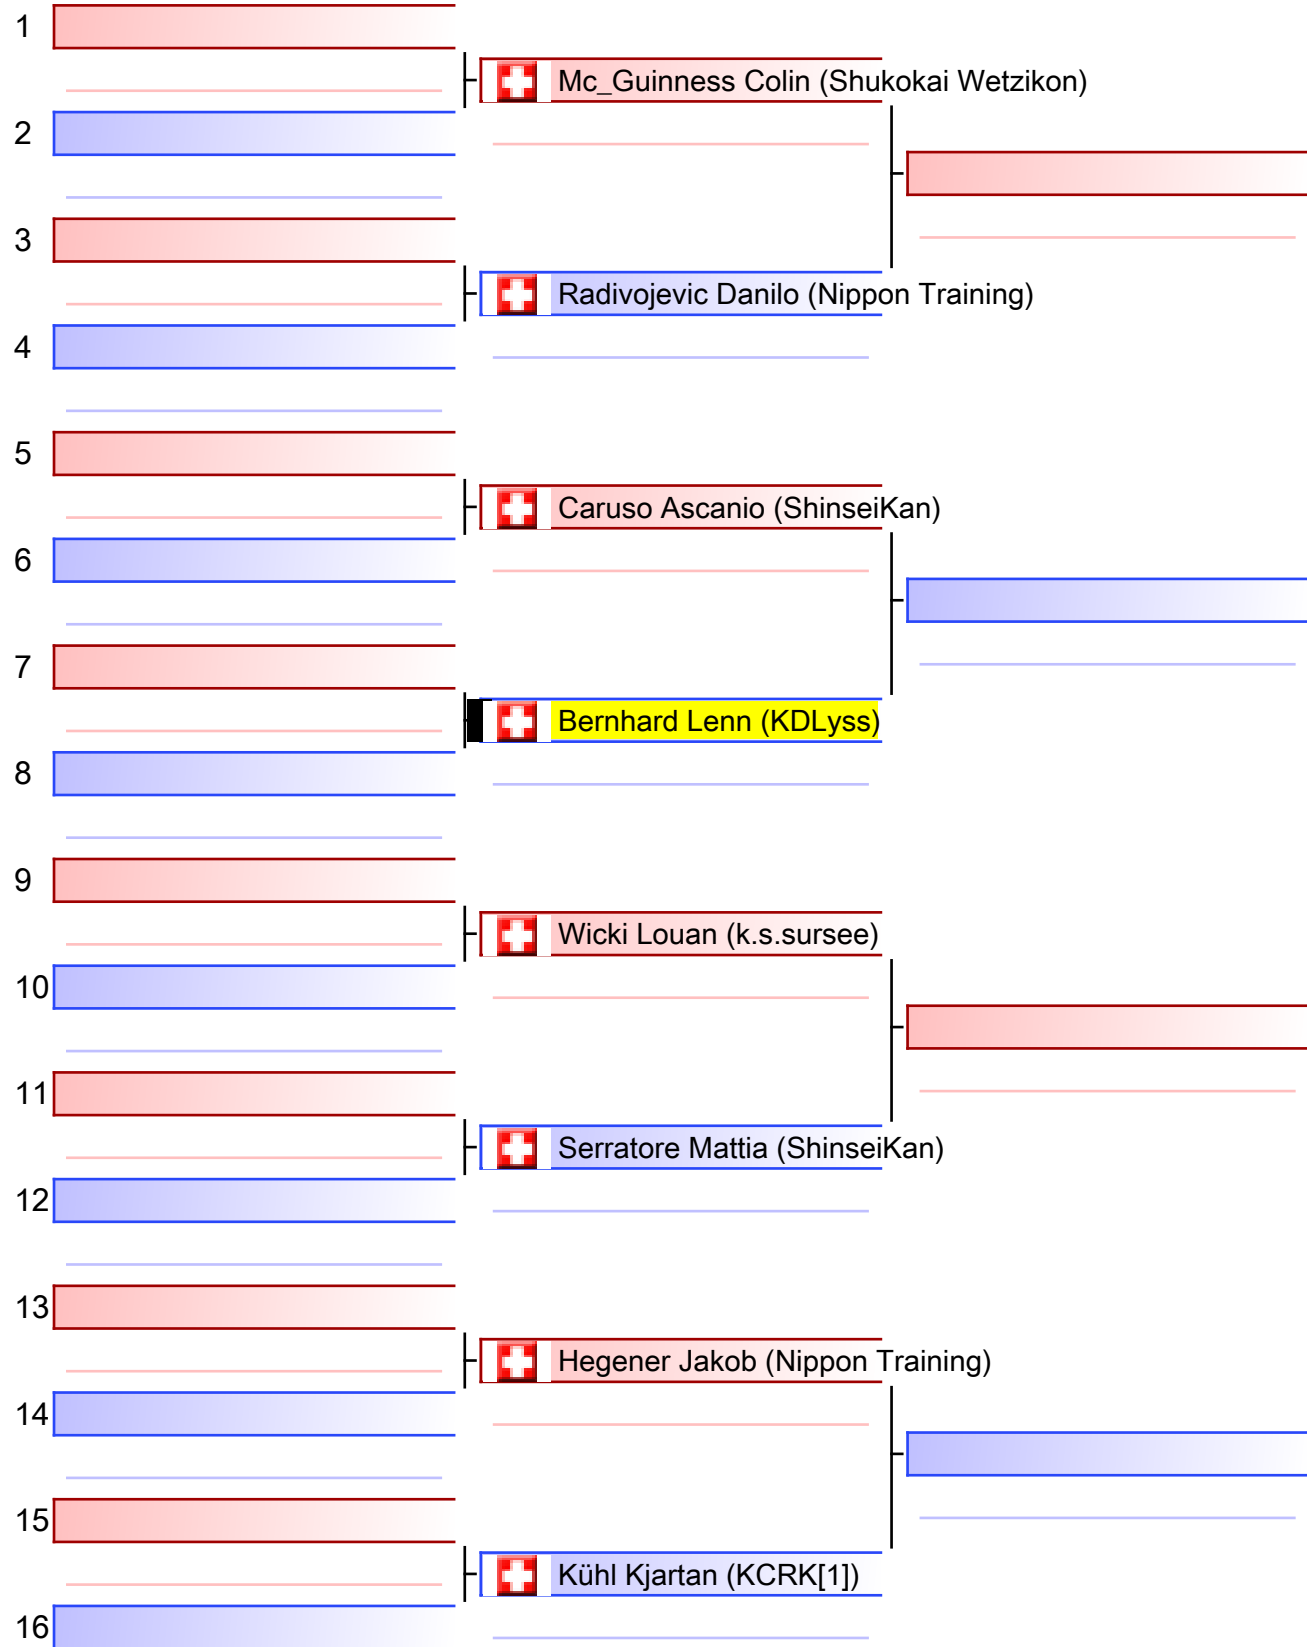 1
Mc_Guinness Colin (Shukokai Wetzikon)
2
3
Radivojevic Danilo (Nippon Training)
4
5
Caruso Ascanio (ShinseiKan)
6
7
Bernhard Lenn (KDLyss)
8
9
Wicki Louan (k.s.sursee)
10
11
Serratore Mattia (ShinseiKan)
12
13
Hegener Jakob (Nippon Training)
14
15
Kühl Kjartan (KCRK[1])
16